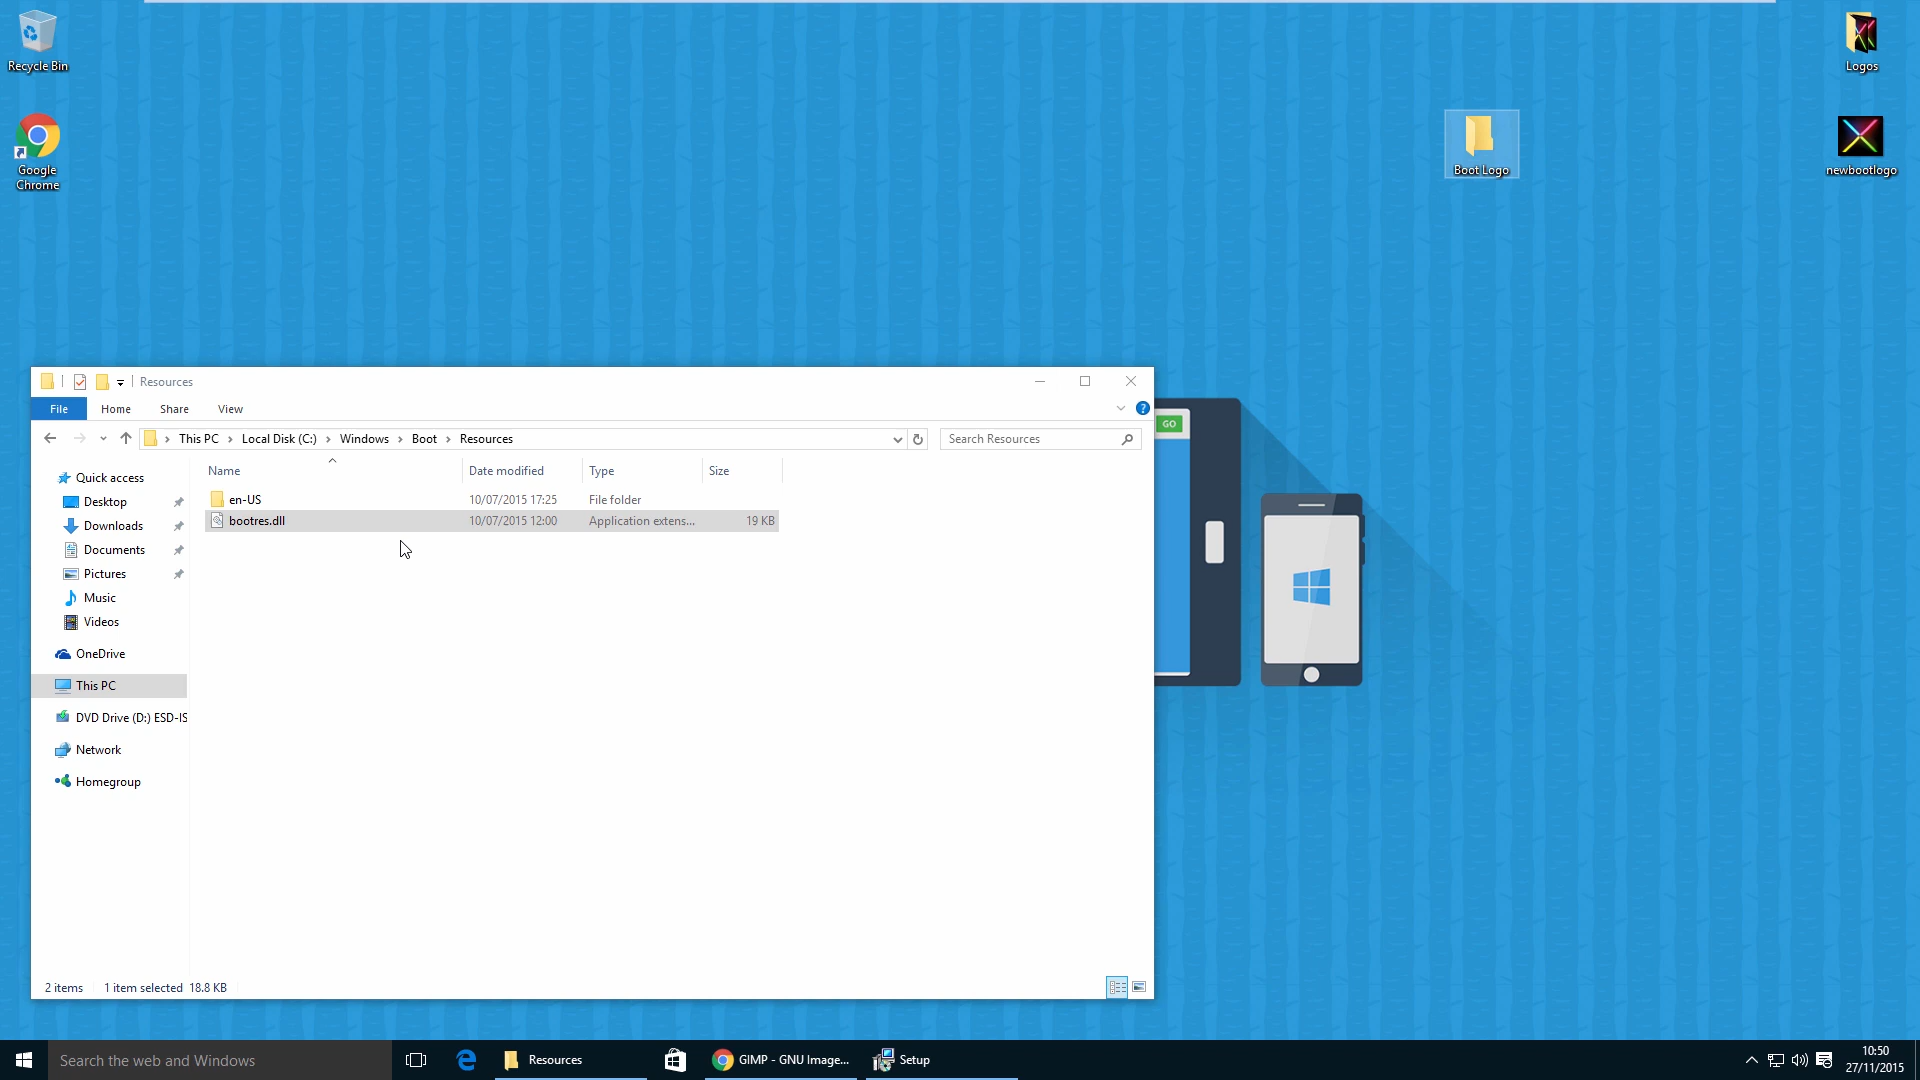 Recycle Bin
Google
Chrome
Logos
Boot Logo
newbootlogo
Resources
File Home Share View
This PC Local Disk (C:) Windows Boot Resources
Search Resources
Name Date modified Type Size
en-US 10/07/2015 17:25 File folder
bootres.dll 10/07/2015 12:00 Application extens... 19 KB
Quick access
Desktop
Downloads
Documents
Pictures
Music
Videos
OneDrive
This PC
DVD Drive (D:) ESD-IS
Network
Homegroup
2 items 1 item selected 18.8 KB
GO
Search the web and Windows
Resources
GIMP - GNU Image...
Setup
10:50
27/11/2015